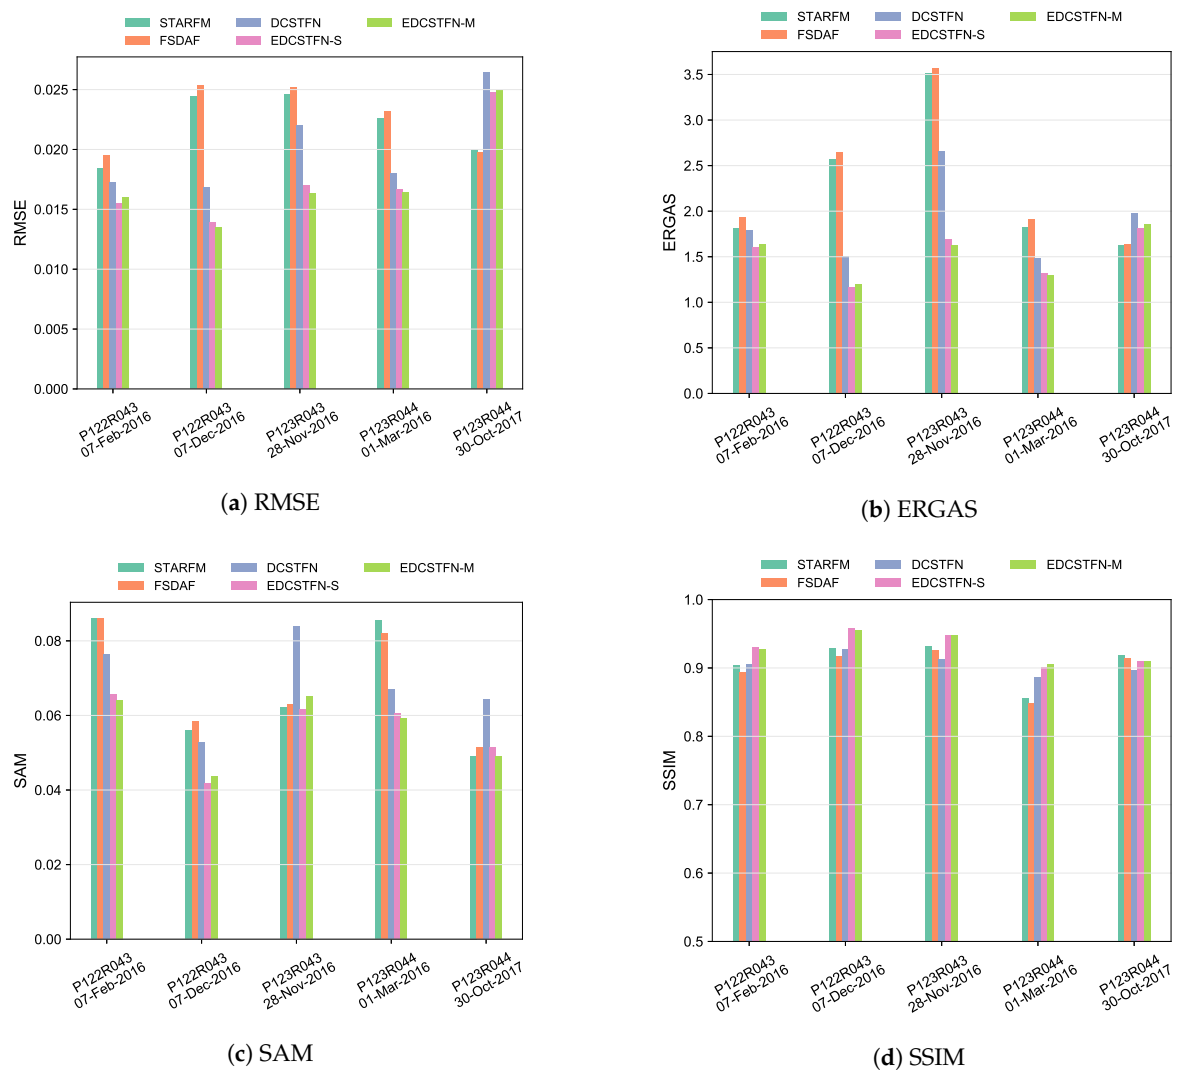 STARFM
DCSTFN
EDCSTFN-M
FSDAF
EDCSTFN-S
RMSE
0.025
0.020
0.015
0.010
0.005
0.000
P122R043
07-Feb-2016
P122R043
07-Dec-2016
P123R043
28-Nov-2016
P123R044
01-Mar-2016
P123R044
30-Oct-2017
(a) RMSE
STARFM
DCSTFN
EDCSTFN-M
FSDAF
EDCSTFN-S
ERGAS
3.5
3.0
2.5
2.0
1.5
1.0
0.5
0.0
P122R043
07-Feb-2016
P122R043
07-Dec-2016
P123R043
28-Nov-2016
P123R044
01-Mar-2016
P123R044
30-Oct-2017
(b) ERGAS
STARFM
DCSTFN
EDCSTFN-M
FSDAF
EDCSTFN-S
SAM
0.08
0.06
0.04
0.02
0.00
P122R043
07-Feb-2016
P122R043
07-Dec-2016
P123R043
28-Nov-2016
P123R044
01-Mar-2016
P123R044
30-Oct-2017
(c) SAM
STARFM
DCSTFN
EDCSTFN-M
FSDAF
EDCSTFN-S
SSIM
1.0
0.9
0.8
0.7
0.6
0.5
P122R043
07-Feb-2016
P122R043
07-Dec-2016
P123R043
28-Nov-2016
P123R044
01-Mar-2016
P123R044
30-Oct-2017
(d) SSIM